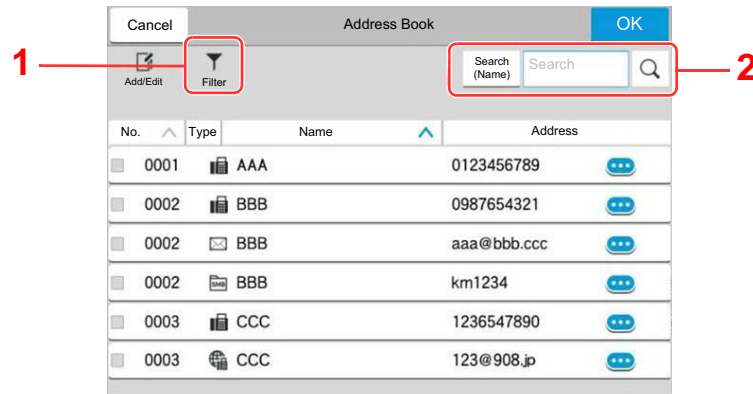 Cancel Address Book OK
1 2
Search (Name) Search
Add/Edit Filter
No. Type Name Address
0001 AAA 0123456789
0002 BBB 0987654321
0002 BBB aaa@bbb.ccc
0002 SMB BBB km1234
0003 CCC 1236547890
0003 CCC 123@908.jp